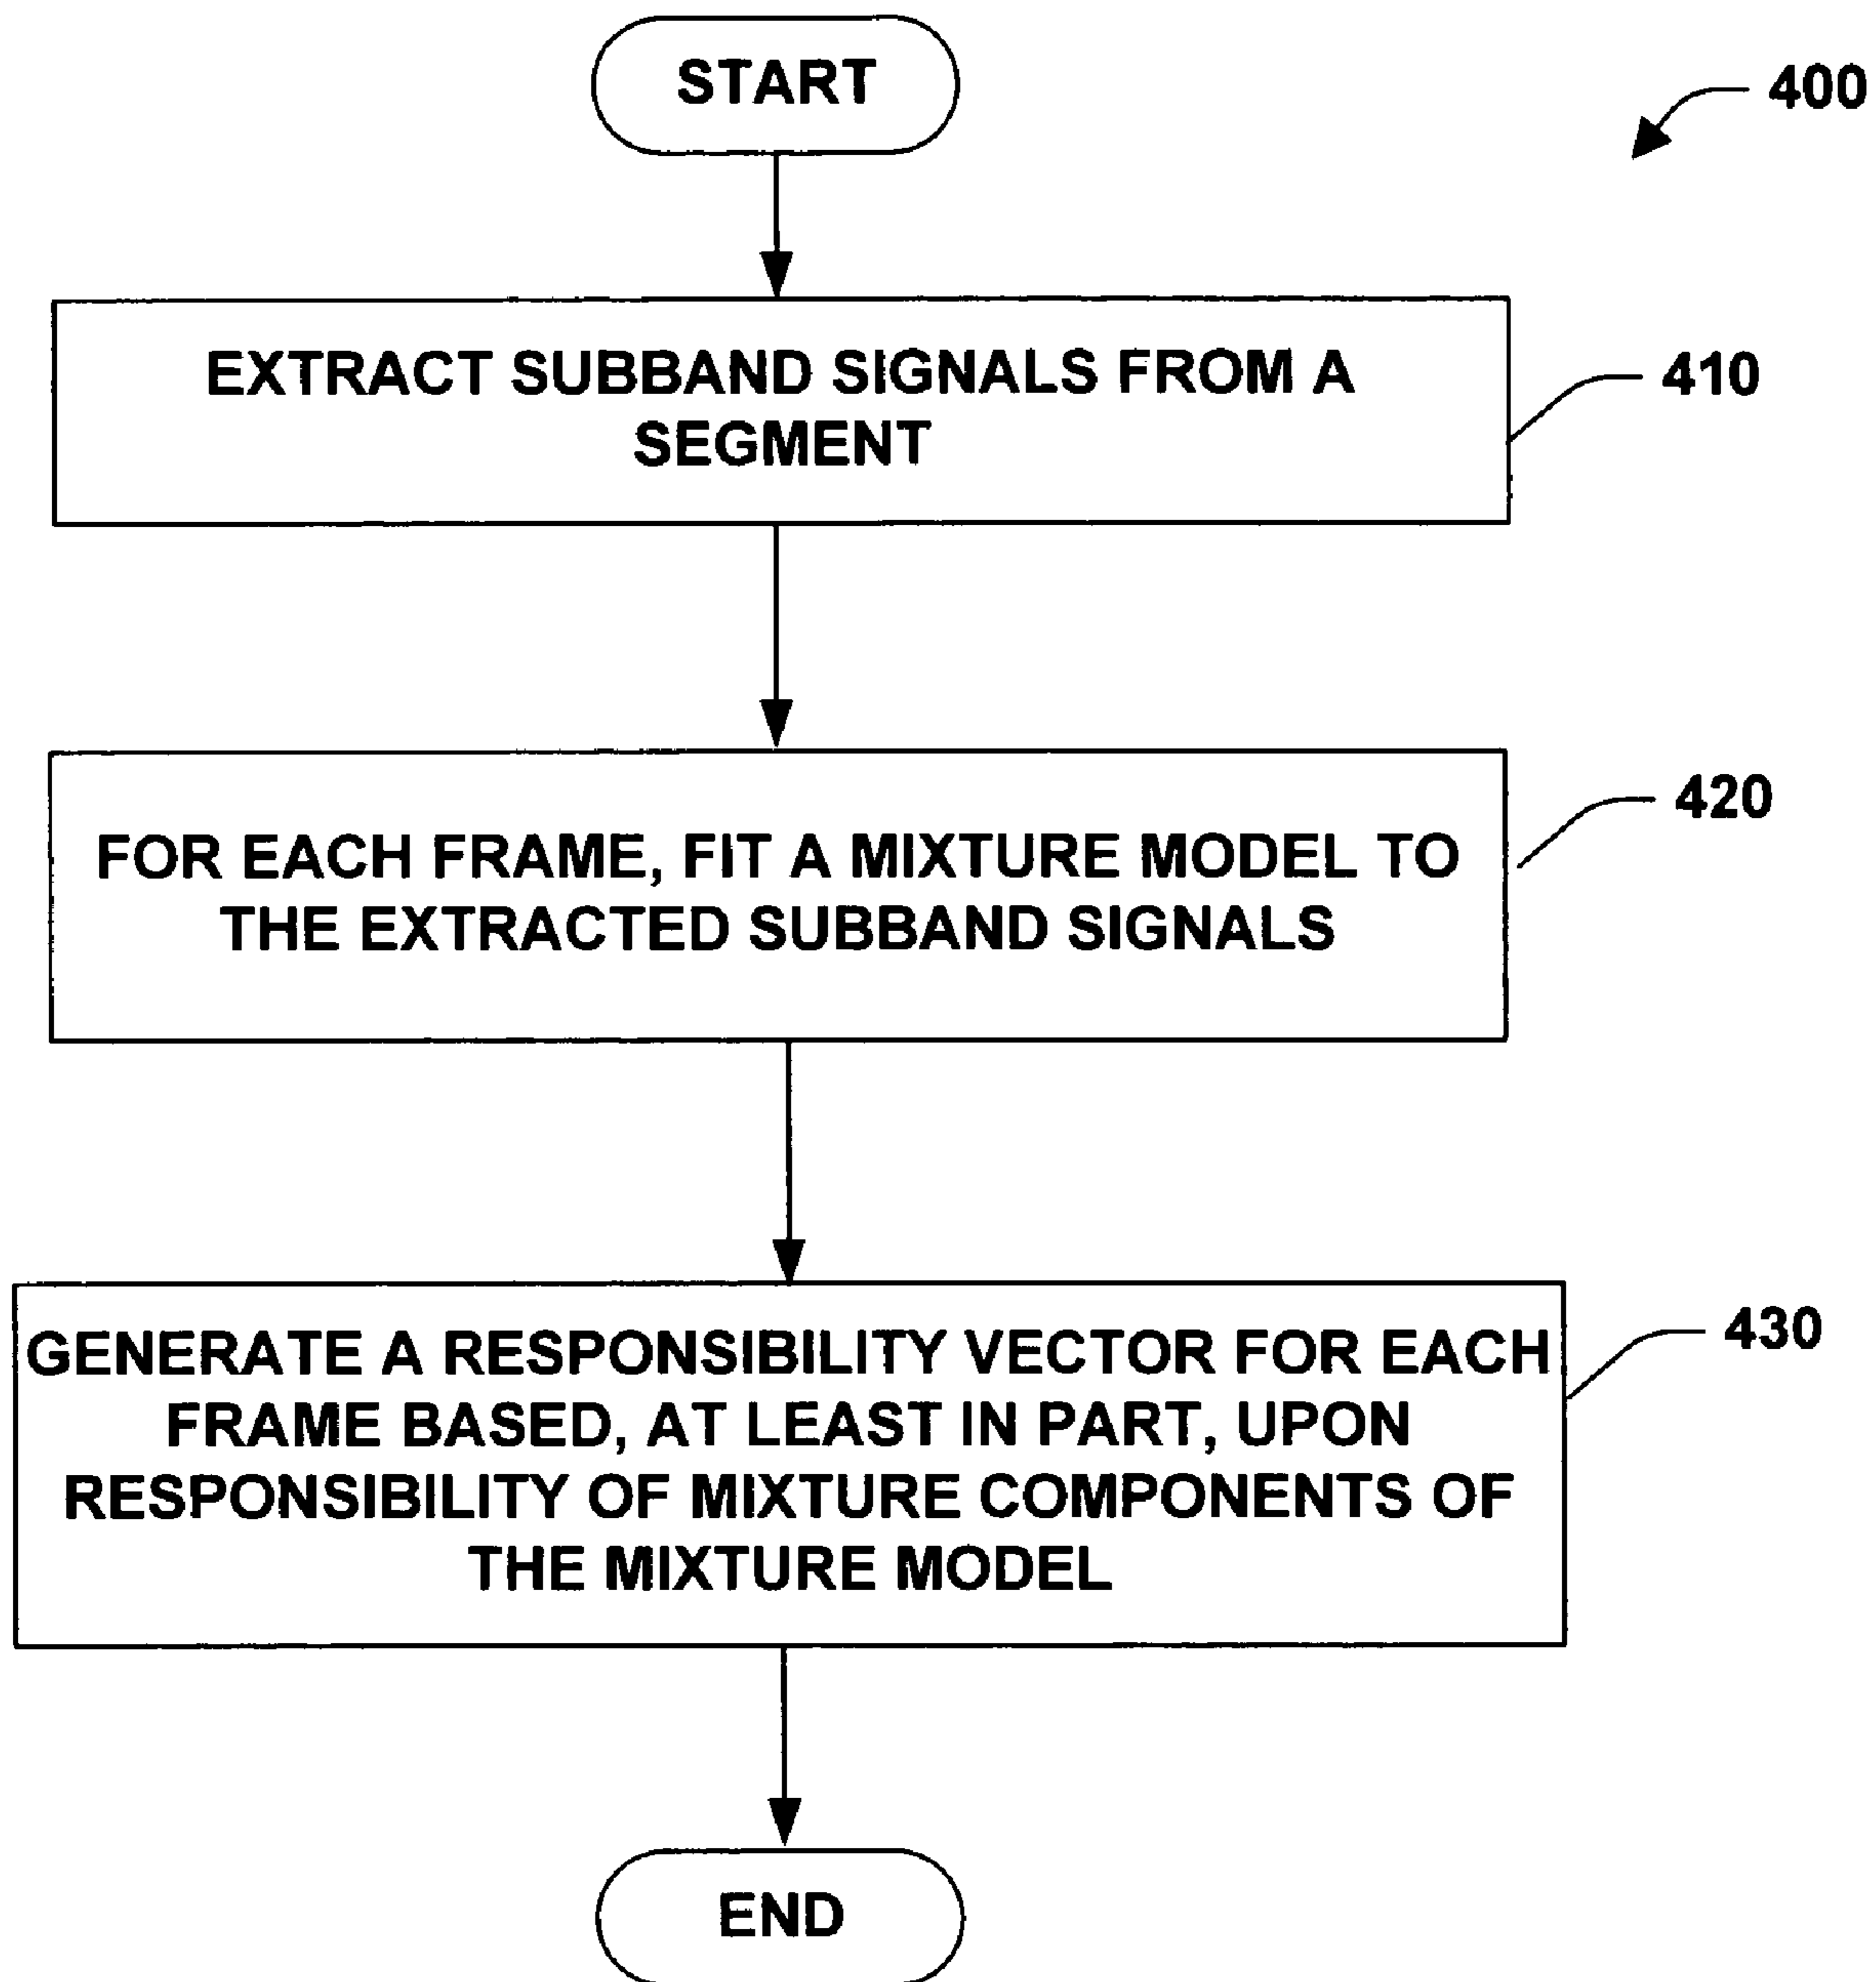 START
400
EXTRACT SUBBAND SIGNALS FROM A
SEGMENT
410
FOR EACH FRAME, FIT A MIXTURE MODEL TO
THE EXTRACTED SUBBAND SIGNALS
420
GENERATE A RESPONSIBILITY VECTOR FOR EACH
FRAME BASED, AT LEAST IN PART, UPON
RESPONSIBILITY OF MIXTURE COMPONENTS OF
THE MIXTURE MODEL
430
END